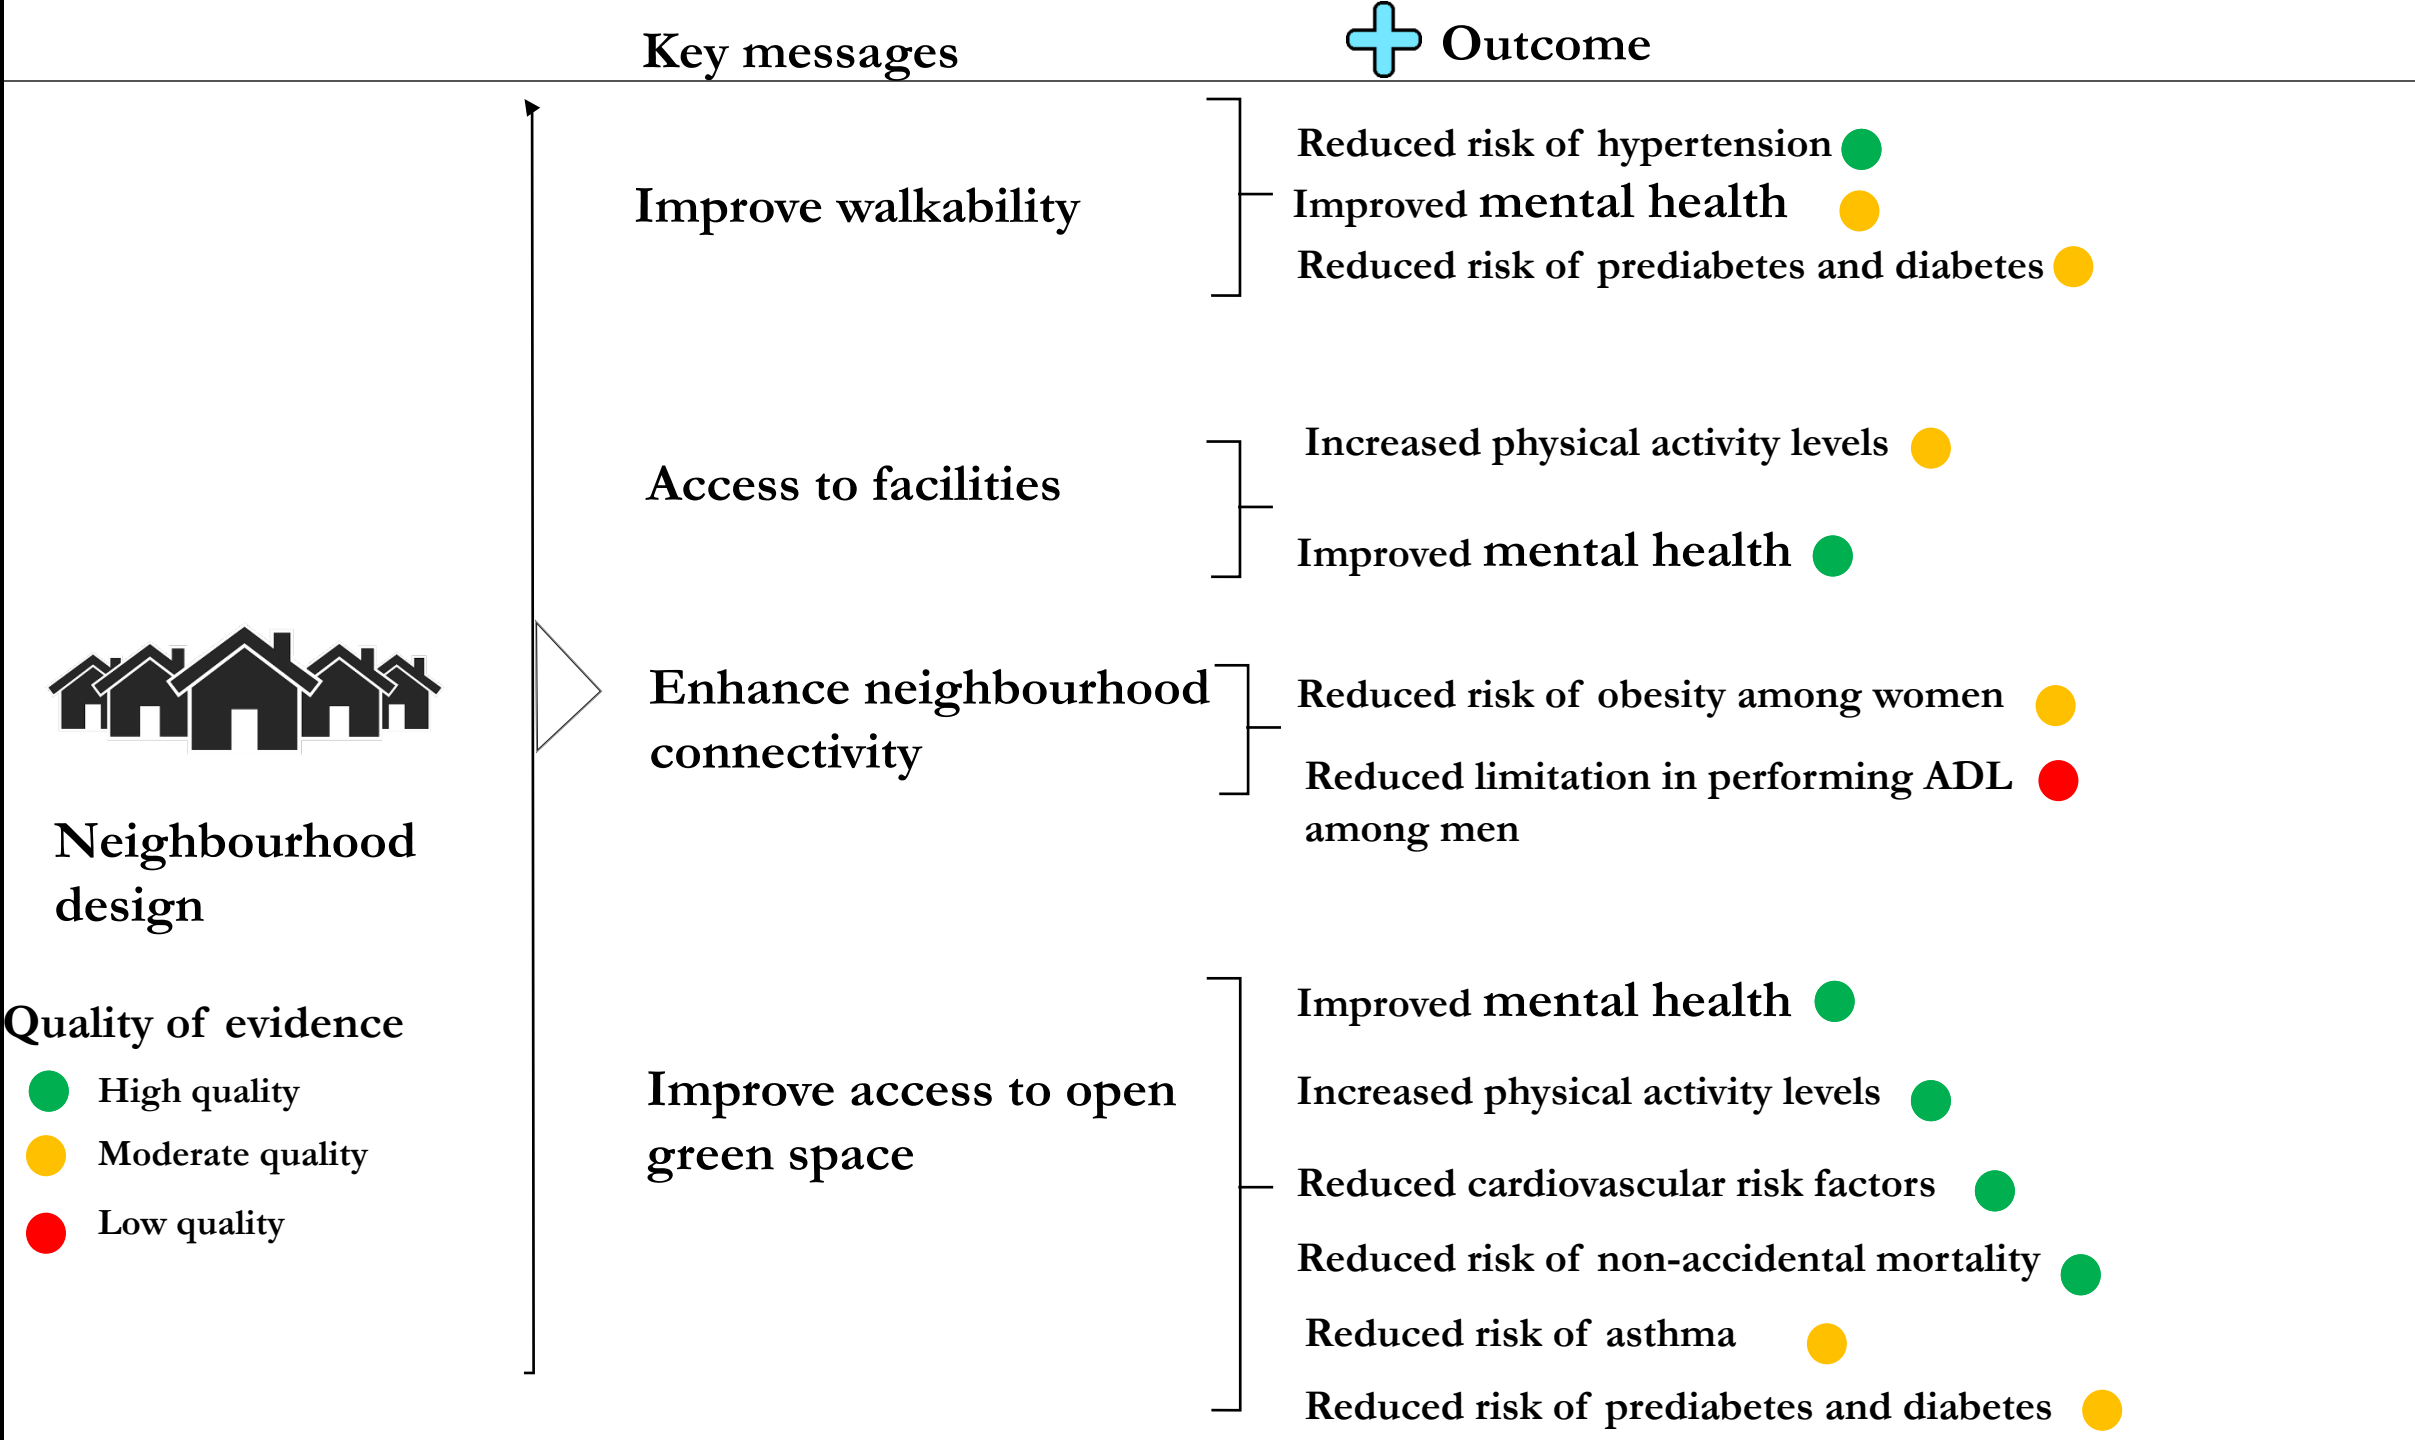 Key messages
Outcome
Improve walkability
Reduced risk of hypertension
Improved mental health
Reduced risk of prediabetes and diabetes
Access to facilities
Increased physical activity levels
Improved mental health
Enhance neighbourhood
connectivity
Reduced risk of obesity among women
Reduced limitation in performing ADL
among men
Neighbourhood
design
Quality of evidence
High quality
Moderate quality
Low quality
Improve access to open
green space
Improved mental health
Increased physical activity levels
Reduced cardiovascular risk factors
Reduced risk of non-accidental mortality
Reduced risk of asthma
Reduced risk of prediabetes and diabetes